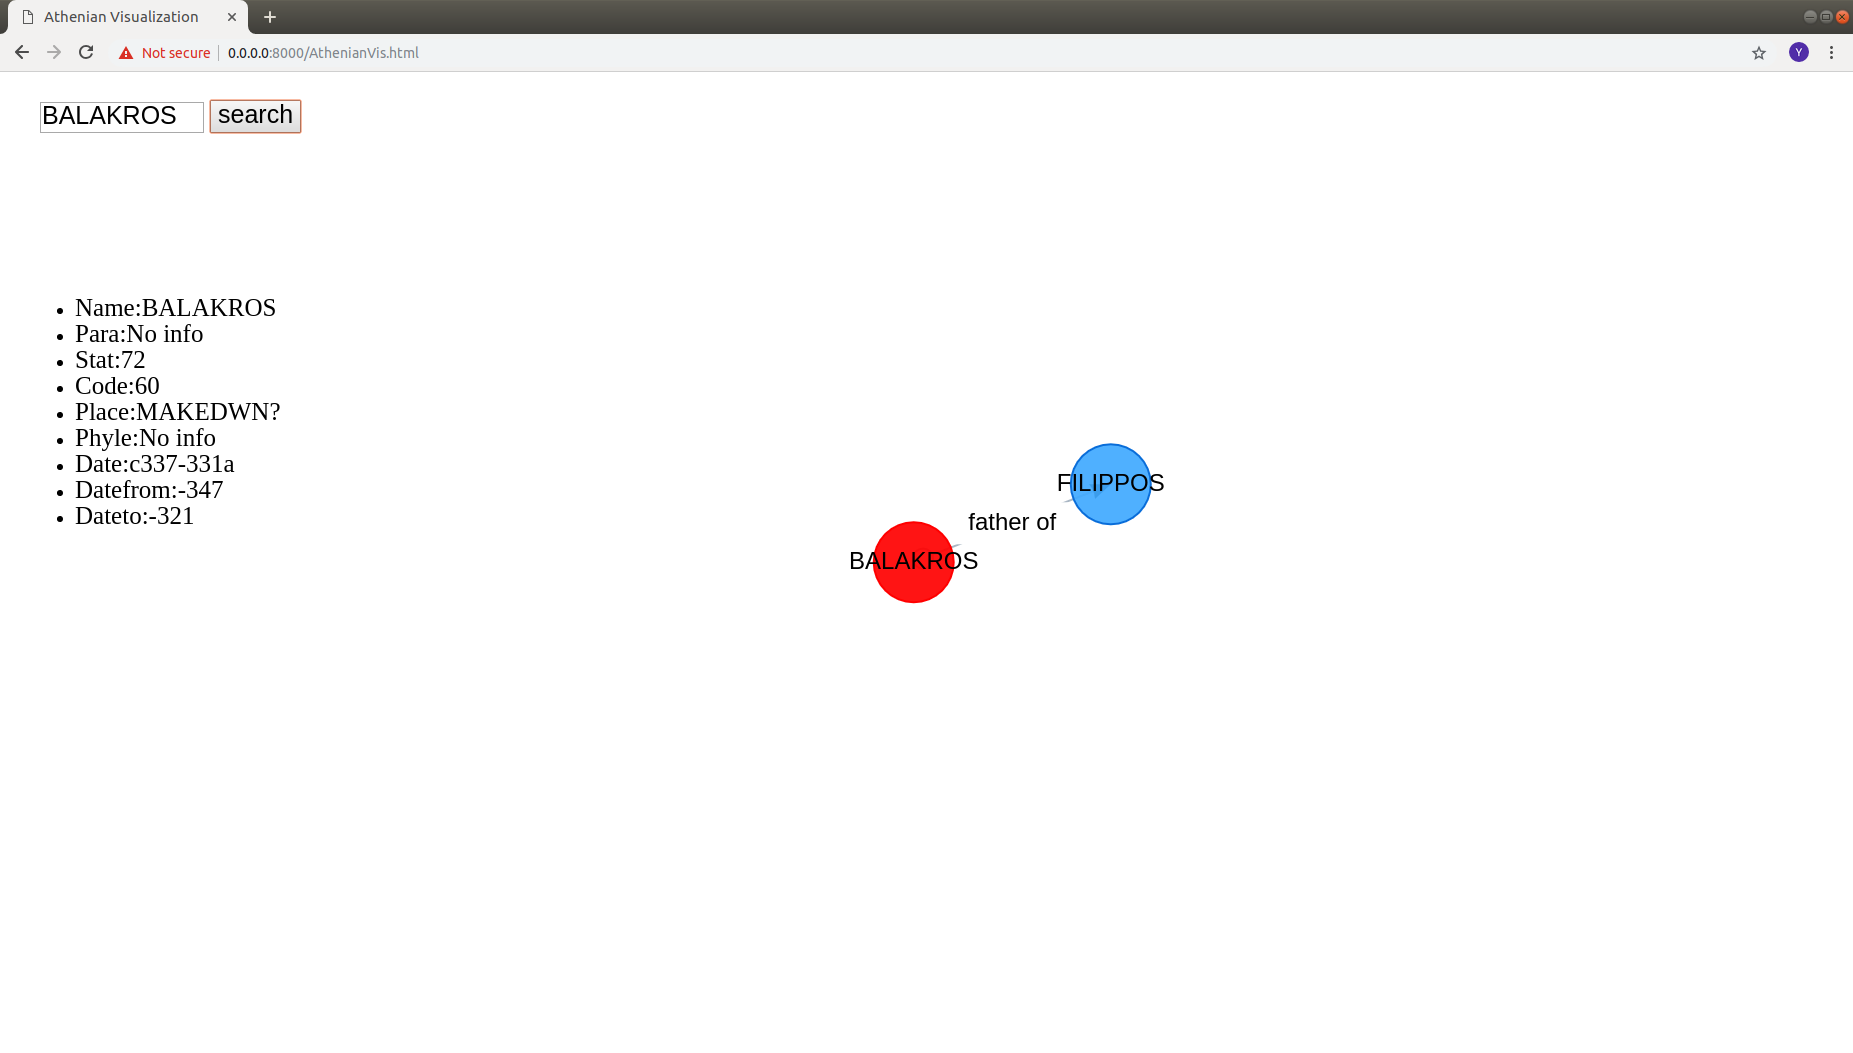 Athenian Visualization
Not secure 0.0.0.0:8000/AthenianVis.html
Y
BALAKROS search
Name:BALAKROS
Para:No info
Stat:72
Code:60
Place:MAKEDWN?
Phyle:No info
Date:c337-331a
Datefrom:-347
Dateto:-321
FILIPPOS
father of
BALAKROS